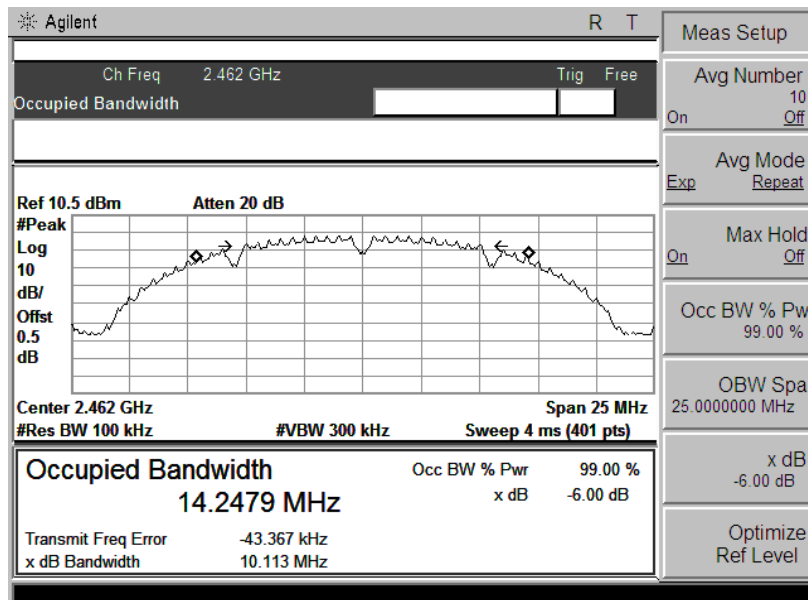 Agilent R T
Ch Freq 2.462 GHz Trig Free
Occupied Bandwidth
Ref 10.5 dBm Atten 20 dB
#Peak
Log
10
dB/
Offst
0.5
dB
Center 2.462 GHz Span 25 MHz
#Res BW 100 kHz #VBW 300 kHz Sweep 4 ms (401 pts)
Occupied Bandwidth
14.2479 MHz
Occ BW % Pwr 99.00 %
x dB -6.00 dB
Transmit Freq Error -43.367 kHz
x dB Bandwidth 10.113 MHz
Meas Setup
Avg Number
10
On Off
Avg Mode
Exp Repeat
Max Hold
On Off
Occ BW % Pw
99.00 %
OBW Spa
25.0000000 MHz
x dB
-6.00 dB
Optimize
Ref Level